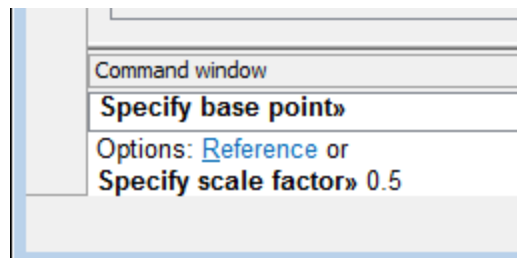 Command window
Specify base point»
Options: Reference or
Specify scale factor» 0.5